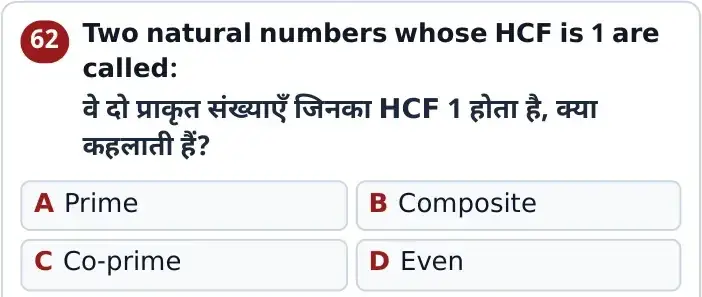 62 Two natural numbers whose HCF is 1 are
called:
वे दो प्राकृत संख्याएँ जिनका HCF 1 होता है, क्या
कहलाती हैं?
A Prime
B Composite
C Co-prime
D Even